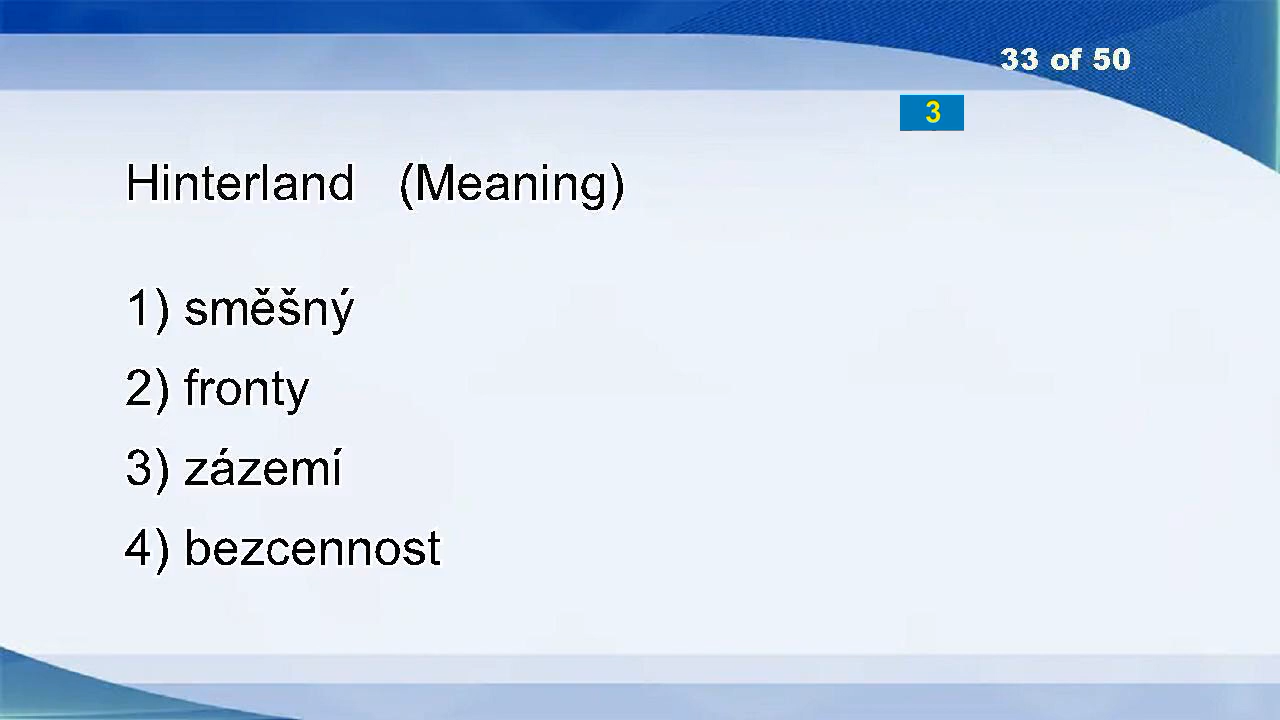 33 of 50
3
Hinterland (Meaning)
1) směšný
2) fronty
3) zázemí
4) bezcennost